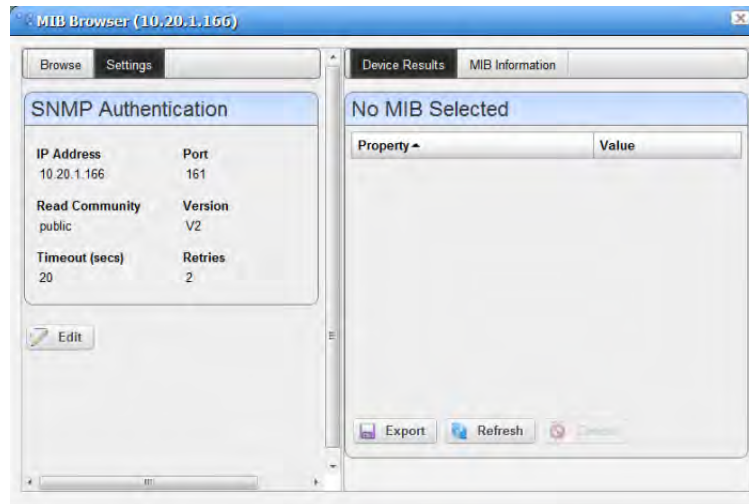 MIB Browser (10.20.1.166)
Browse Settings
SNMP Authentication
IP Address Port
10.20.1.166 161
Read Community Version
public V2
Timeout (secs) Retries
20 2
Edit
Device Results MIB Information
No MIB Selected
Property Value
Export Refresh